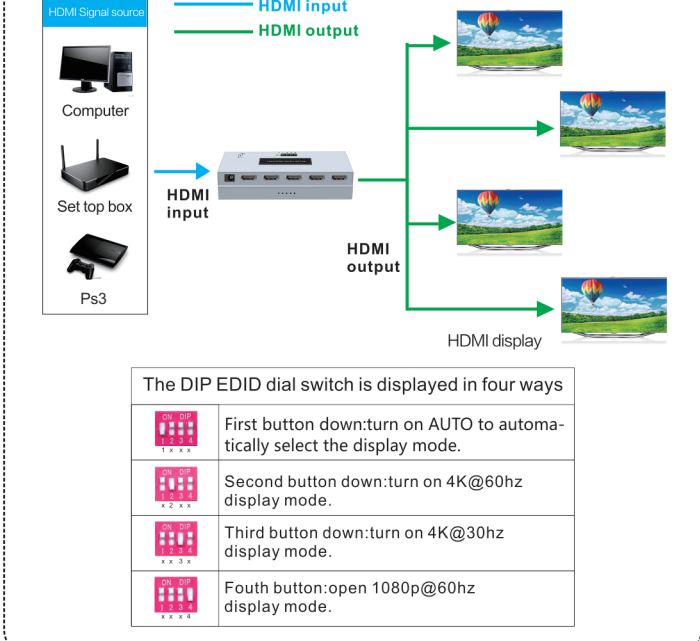 HDMI Signal source
HDMI input
HDMI output
Computer
Set top box
Ps3
HDMI
input
HDMI
output
HDMI display
The DIP EDID dial switch is displayed in four ways
ON DIP
1 2 3 4
1 x x x
First button down:turn on AUTO to automa-
tically select the display mode.
ON DIP
1 2 3 4
x 2 x x
Second button down:turn on 4K@60hz
display mode.
ON DIP
1 2 3 4
x x 3 x
Third button down:turn on 4K@30hz
display mode.
ON DIP
1 2 3 4
x x x 4
Fouth button:open 1080p@60hz
display mode.